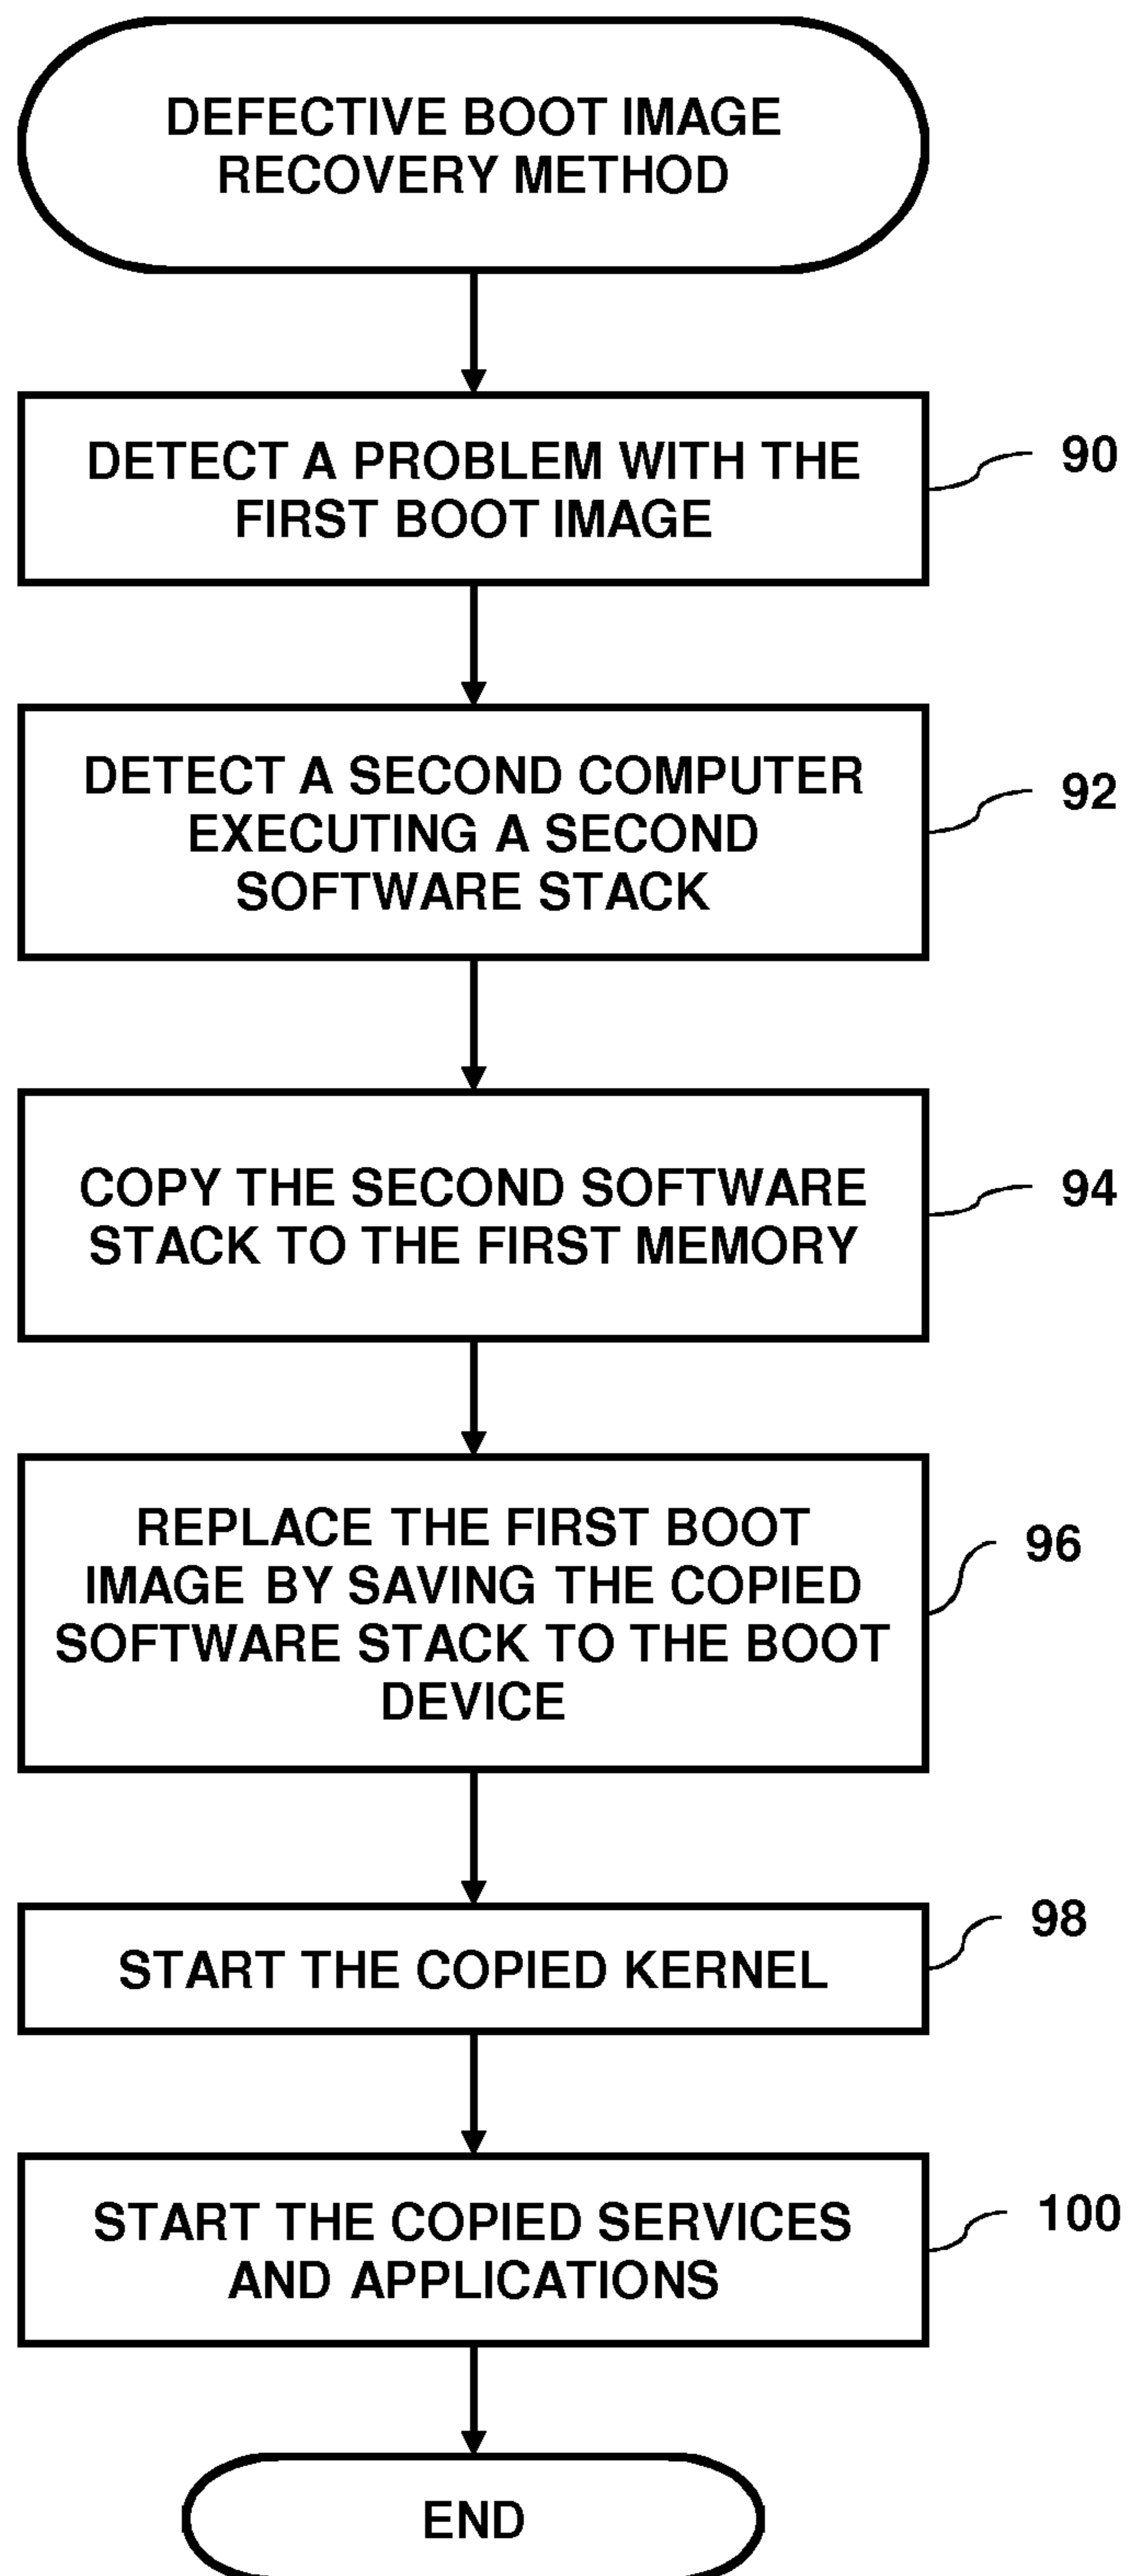 DEFECTIVE BOOT IMAGE
RECOVERY METHOD
DETECT A PROBLEM WITH THE
FIRST BOOT IMAGE
90
DETECT A SECOND COMPUTER
EXECUTING A SECOND
SOFTWARE STACK
92
COPY THE SECOND SOFTWARE
STACK TO THE FIRST MEMORY
94
REPLACE THE FIRST BOOT
IMAGE BY SAVING THE COPIED
SOFTWARE STACK TO THE BOOT
DEVICE
96
START THE COPIED KERNEL
98
START THE COPIED SERVICES
AND APPLICATIONS
100
END